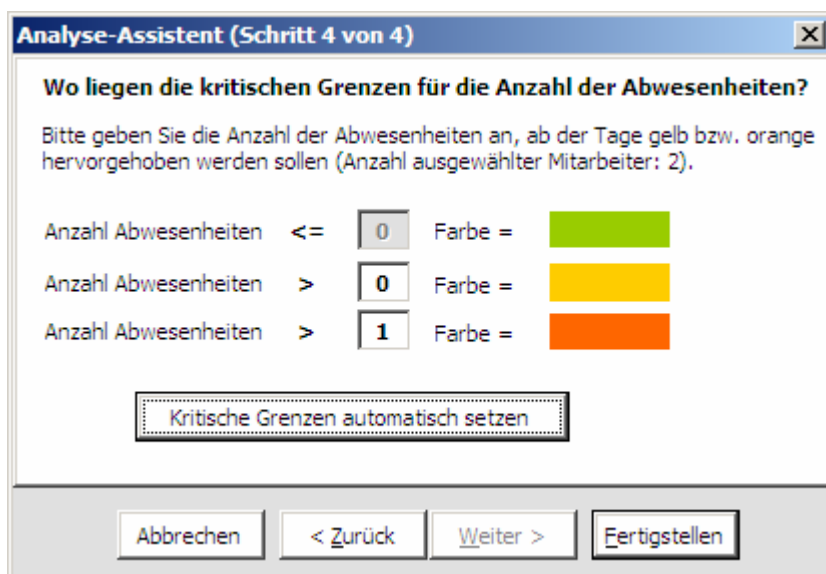 Analyse-Assistent (Schritt 4 von 4)
Wo liegen die kritischen Grenzen für die Anzahl der Abwesenheiten?
Bitte geben Sie die Anzahl der Abwesenheiten an, ab der Tage gelb bzw. orange
hervorgehoben werden sollen (Anzahl ausgewählter Mitarbeiter: 2).
Anzahl Abwesenheiten <= 0 Farbe =
Anzahl Abwesenheiten > 0 Farbe =
Anzahl Abwesenheiten > 1 Farbe =
Kritische Grenzen automatisch setzen
Abbrechen < Zurück Weiter > Fertigstellen